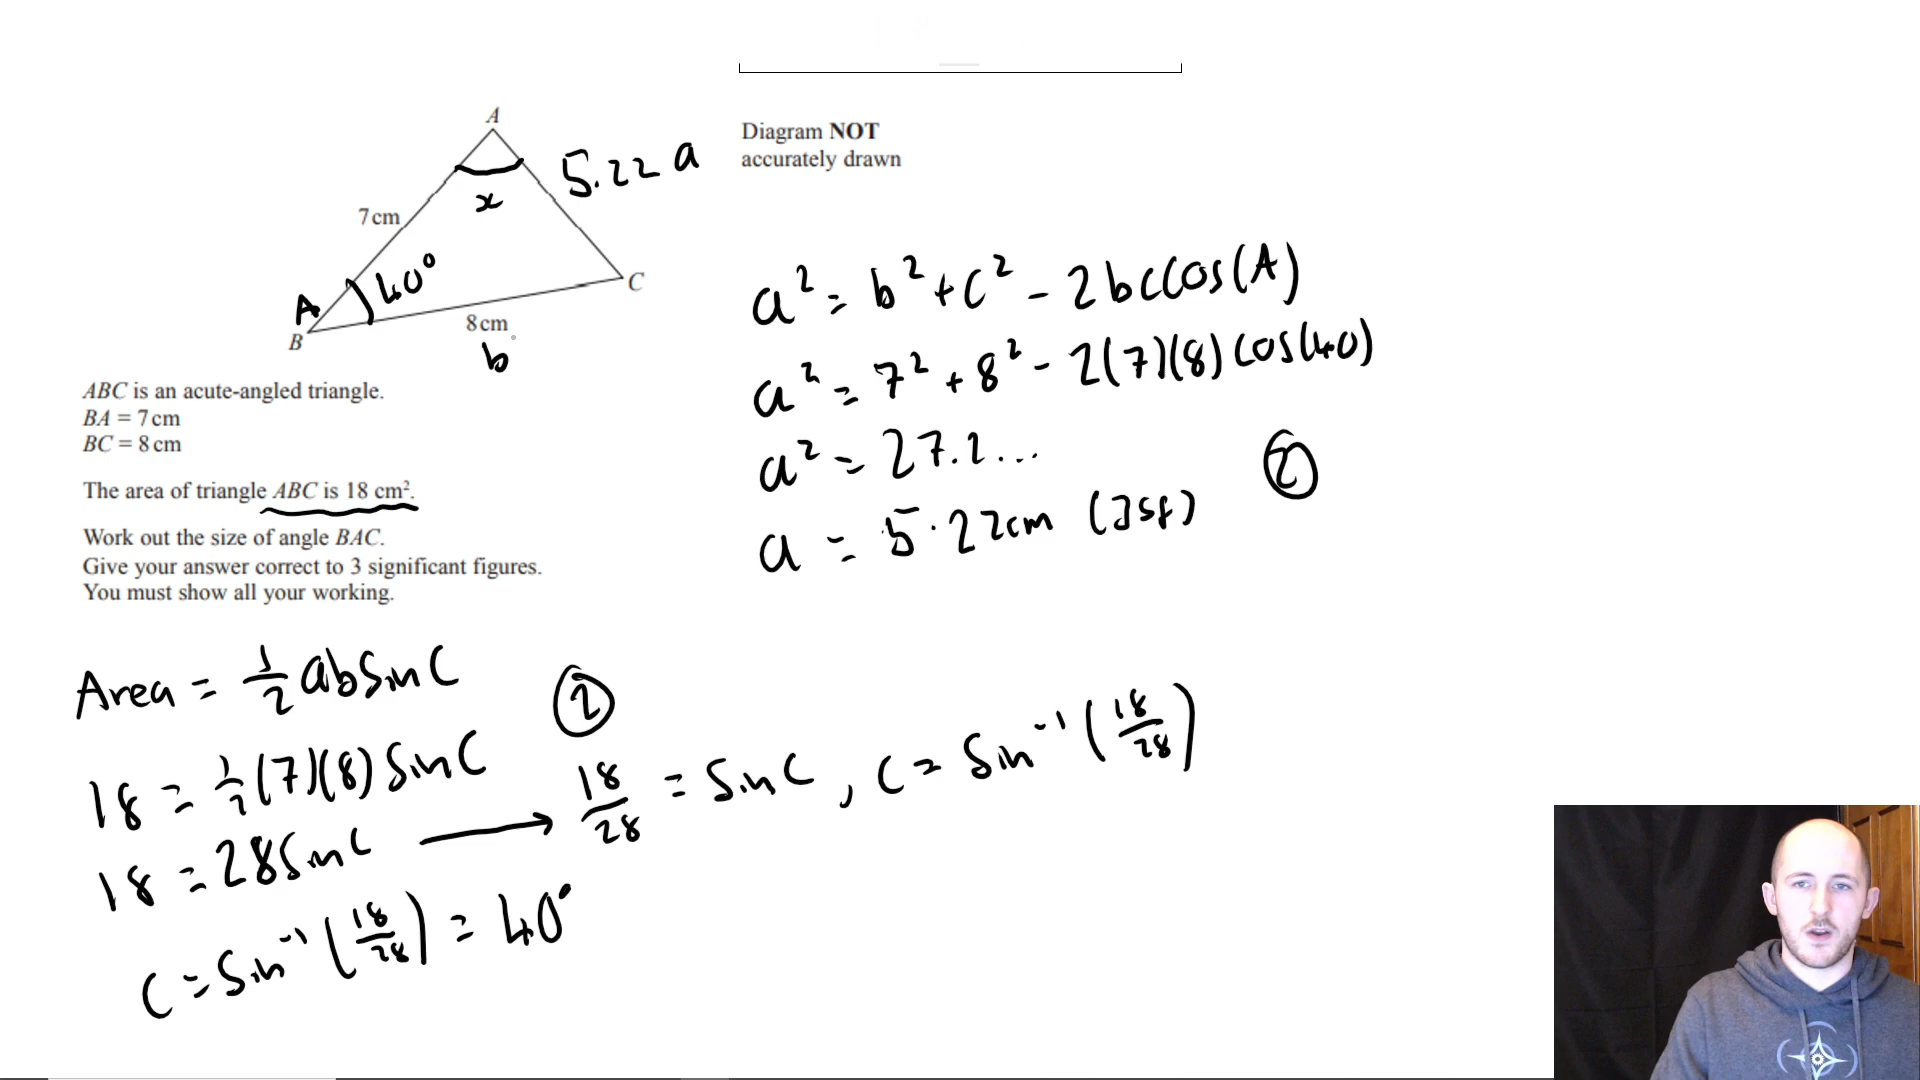 A
Diagram NOT
accurately drawn
5.22 a
x
7 cm
40°
A
B
C
8 cm
b
a² = b² + c² - 2bcCos(A)
a² = 7² + 8² - 2(7)(8)cos(40)
a² = 27.2...
a = 5.22cm (3sf)
2
ABC is an acute-angled triangle.
BA = 7 cm
BC = 8 cm
The area of triangle ABC is 18 cm².
Work out the size of angle BAC.
Give your answer correct to 3 significant figures.
You must show all your working.
Area = 1/2 abSinC
2
18 = 1/2 (7)(8) SinC
18 = 28SinC → 18/28 = SinC , C = Sin⁻¹ (18/28)
C = Sin⁻¹ (18/28) = 40°